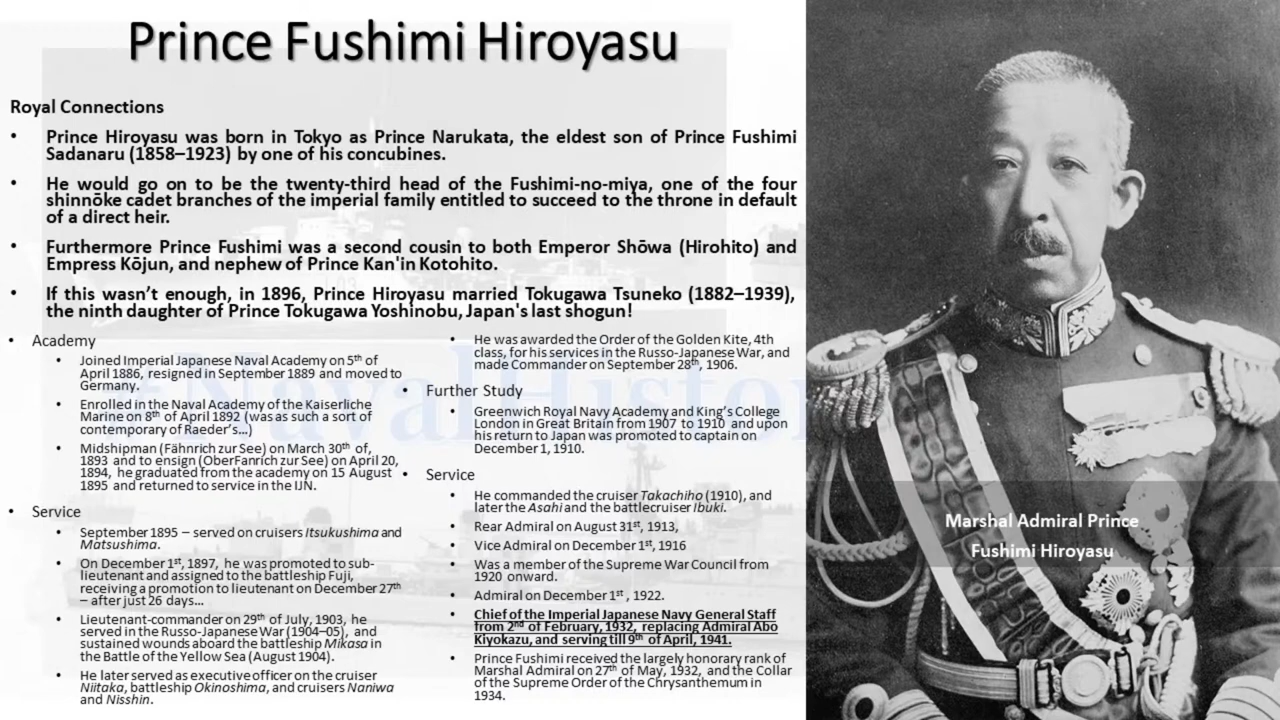 Prince Fushimi Hiroyasu
Royal Connections
• Prince Hiroyasu was born in Tokyo as Prince Narukata, the eldest son of Prince Fushimi
Sadanaru (1858–1923) by one of his concubines.
• He would go on to be the twenty-third head of the Fushimi-no-miya, one of the four
shinnōke cadet branches of the imperial family entitled to succeed to the throne in default
of a direct heir.
• Furthermore Prince Fushimi was a second cousin to both Emperor Shōwa (Hirohito) and
Empress Kōjun, and nephew of Prince Kan'in Kotohito.
• If this wasn't enough, in 1896, Prince Hiroyasu married Tokugawa Tsuneko (1882–1939),
the ninth daughter of Prince Tokugawa Yoshinobu, Japan's last shogun!
• Academy
• Joined Imperial Japanese Naval Academy on 5th of
April 1886, resigned in September 1889 and moved to
Germany.
• Enrolled in the Naval Academy of the Kaiserliche
Marine on 8th of April 1892 (was as such a sort of
contemporary of Raeder's...)
• Midshipman (Fähnrich zur See) on March 30th of,
1893 and to ensign (OberFanrich zur See) on April 20,
1894, he graduated from the academy on 15 August
1895 and returned to service in the IJN.
• Service
• September 1895 – served on cruisers Itsukushima and
Matsushima.
• On December 1st, 1897, he was promoted to sub-
lieutenant and assigned to the battleship Fuji,
receiving a promotion to lieutenant on December 27th
– after just 26 days...
• Lieutenant-commander on 29th of July, 1903, he
served in the Russo-Japanese War (1904–05), and
sustained wounds aboard the battleship Mikasa in
the Battle of the Yellow Sea (August 1904).
• He later served as executive officer on the cruiser
Niitaka, battleship Okinoshima, and cruisers Naniwa
and Nisshin.
• He was awarded the Order of the Golden Kite, 4th
class, for his services in the Russo-Japanese War, and
made Commander on September 28th, 1906.
• Further Study
• Greenwich Royal Navy Academy and King's College
London in Great Britain from 1907 to 1910 and upon
his return to Japan was promoted to captain on
December 1, 1910.
• Service
• He commanded the cruiser Takachiho (1910), and
later the Asahi and the battlecruiser Ibuki.
• Rear Admiral on August 31st, 1913,
• Vice Admiral on December 1st, 1916
• Was a member of the Supreme War Council from
1920 onward.
• Admiral on December 1st , 1922.
• Chief of the Imperial Japanese Navy General Staff
from 2nd of February, 1932, replacing Admiral Abo
Kiyokazu, and serving till 9th of April, 1941.
• Prince Fushimi received the largely honorary rank of
Marshal Admiral on 27th of May, 1932, and the Collar
of the Supreme Order of the Chrysanthemum in
1934.
Marshal Admiral Prince
Fushimi Hiroyasu